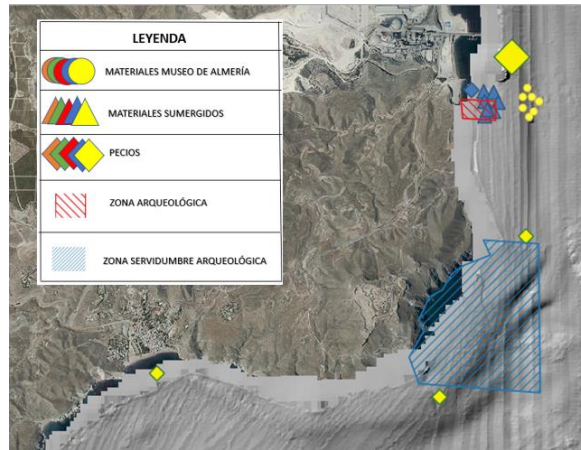 LEYENDA
MATERIALES MUSEO DE ALMERÍA
MATERIALES SUMERGIDOS
PECIOS
ZONA ARQUEOLÓGICA
ZONA SERVIDUMBRE ARQUEOLÓGICA